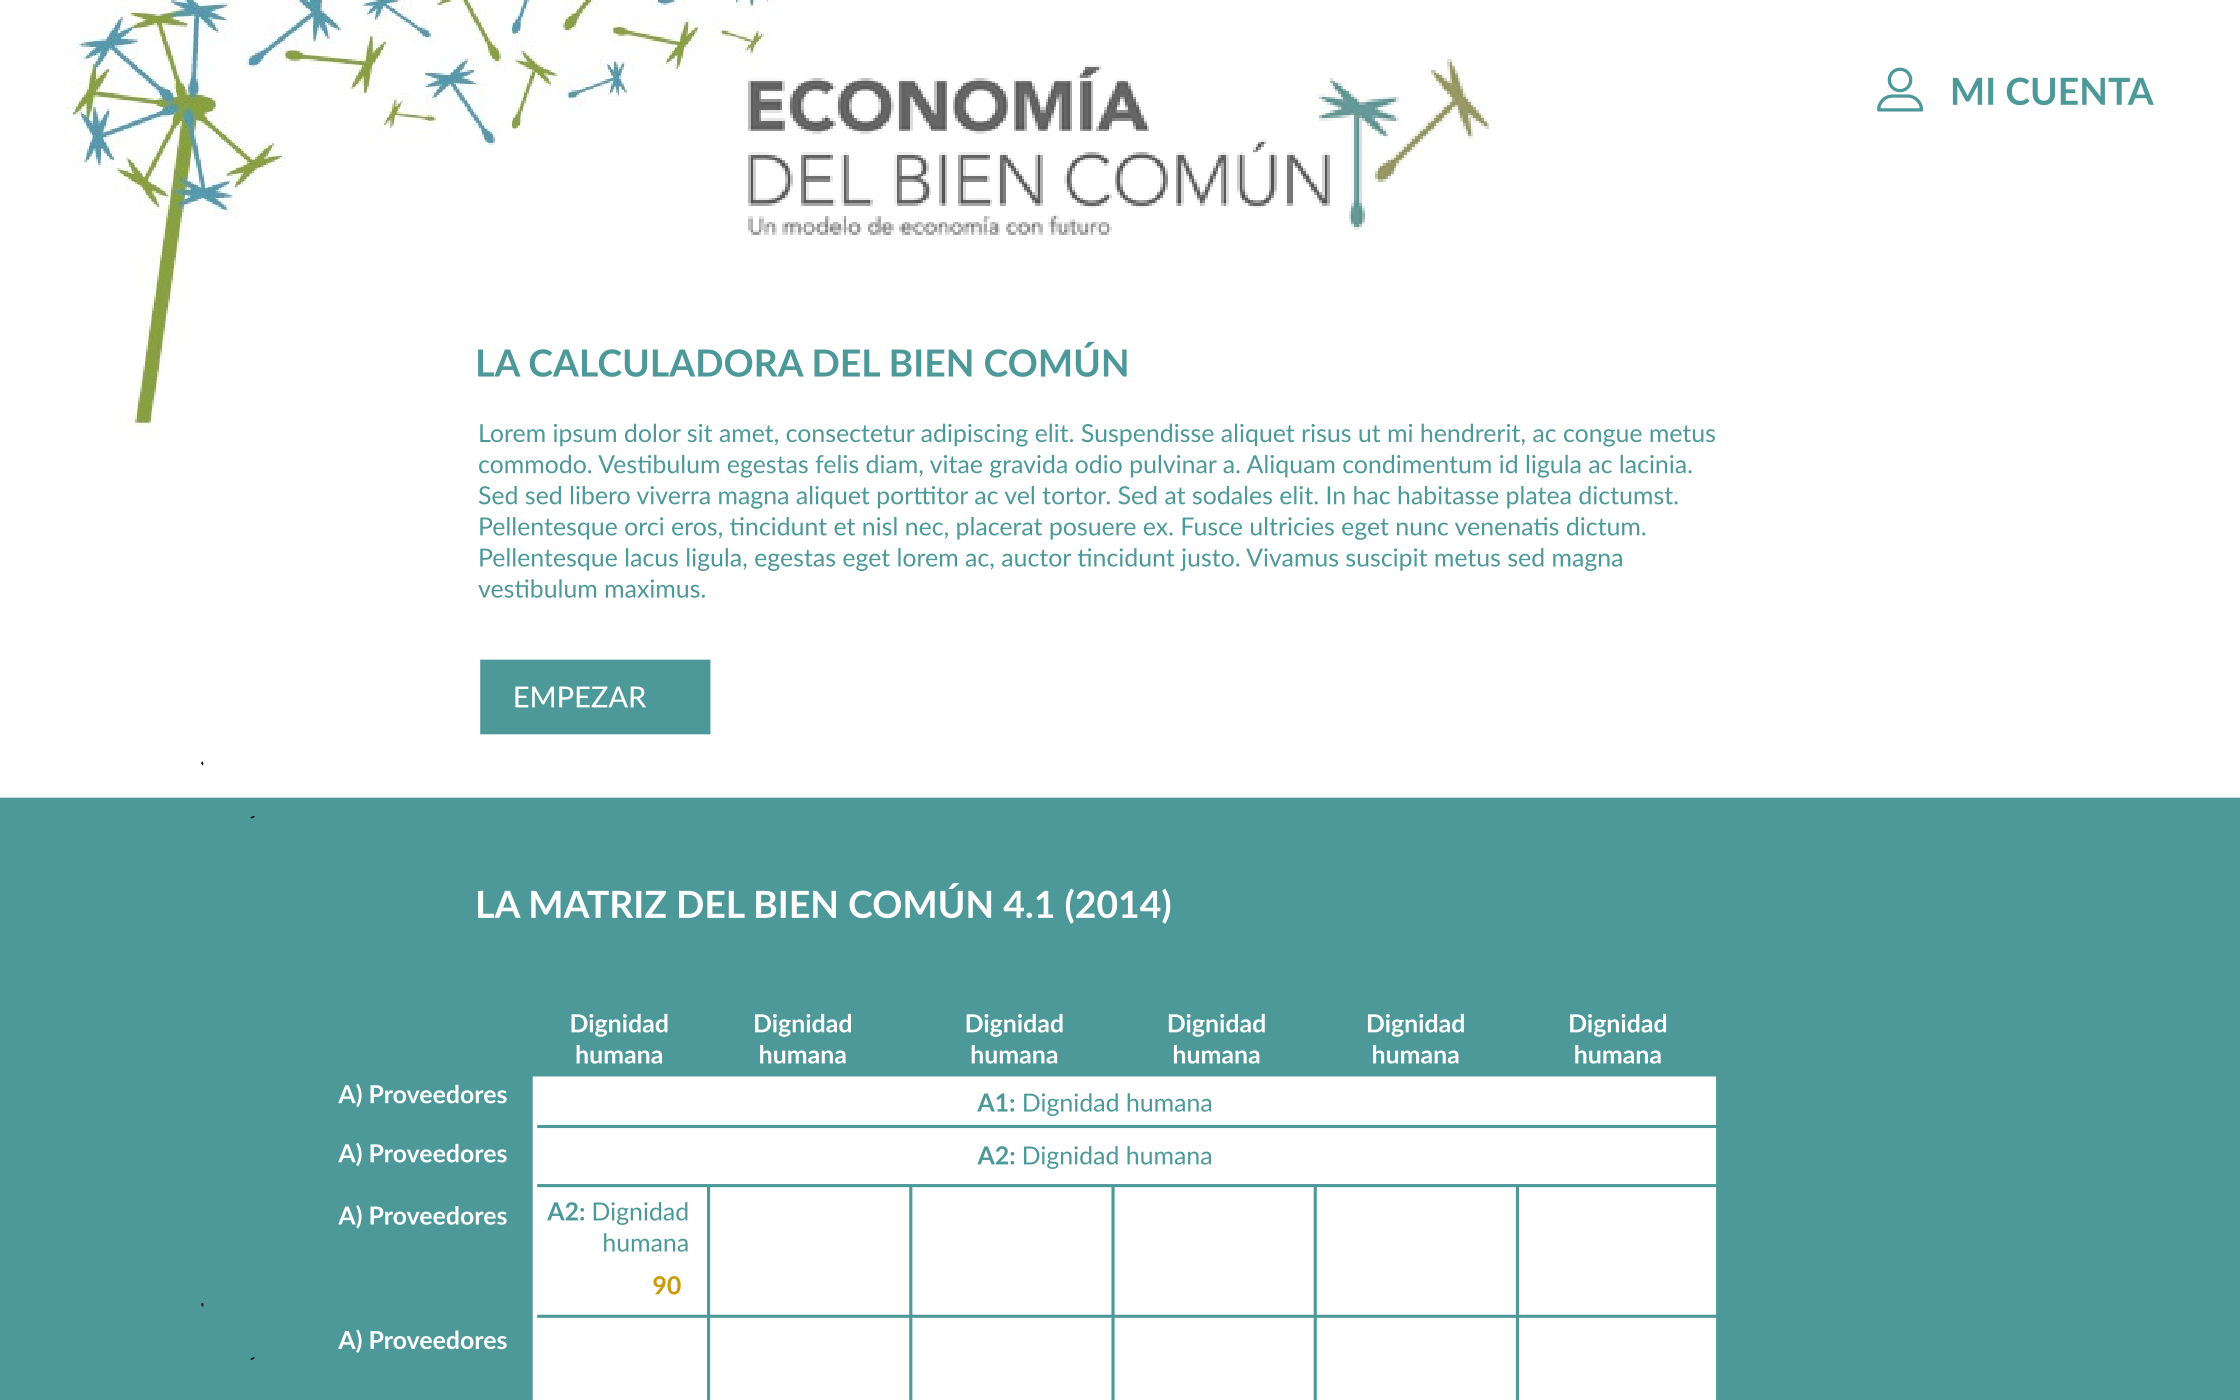 ECONOMÍA
DEL BIEN COMÚN
Un modelo de economía con futuro
MI CUENTA
LA CALCULADORA DEL BIEN COMÚN
Lorem ipsum dolor sit amet, consectetur adipiscing elit. Suspendisse aliquet risus ut mi hendrerit, ac congue metus
commodo. Vestibulum egestas felis diam, vitae gravida odio pulvinar a. Aliquam condimentum id ligula ac lacinia.
Sed sed libero viverra magna aliquet porttitor ac vel tortor. Sed at sodales elit. In hac habitasse platea dictumst.
Pellentesque orci eros, tincidunt et nisl nec, placerat posuere ex. Fusce ultricies eget nunc venenatis dictum.
Pellentesque lacus ligula, egestas eget lorem ac, auctor tincidunt justo. Vivamus suscipit metus sed magna
vestibulum maximus.
EMPEZAR
LA MATRIZ DEL BIEN COMÚN 4.1 (2014)
Dignidad Dignidad Dignidad Dignidad Dignidad Dignidad
humana humana humana humana humana humana
A) Proveedores A1: Dignidad humana
A) Proveedores A2: Dignidad humana
A) Proveedores A2: Dignidad
humana
90
A) Proveedores